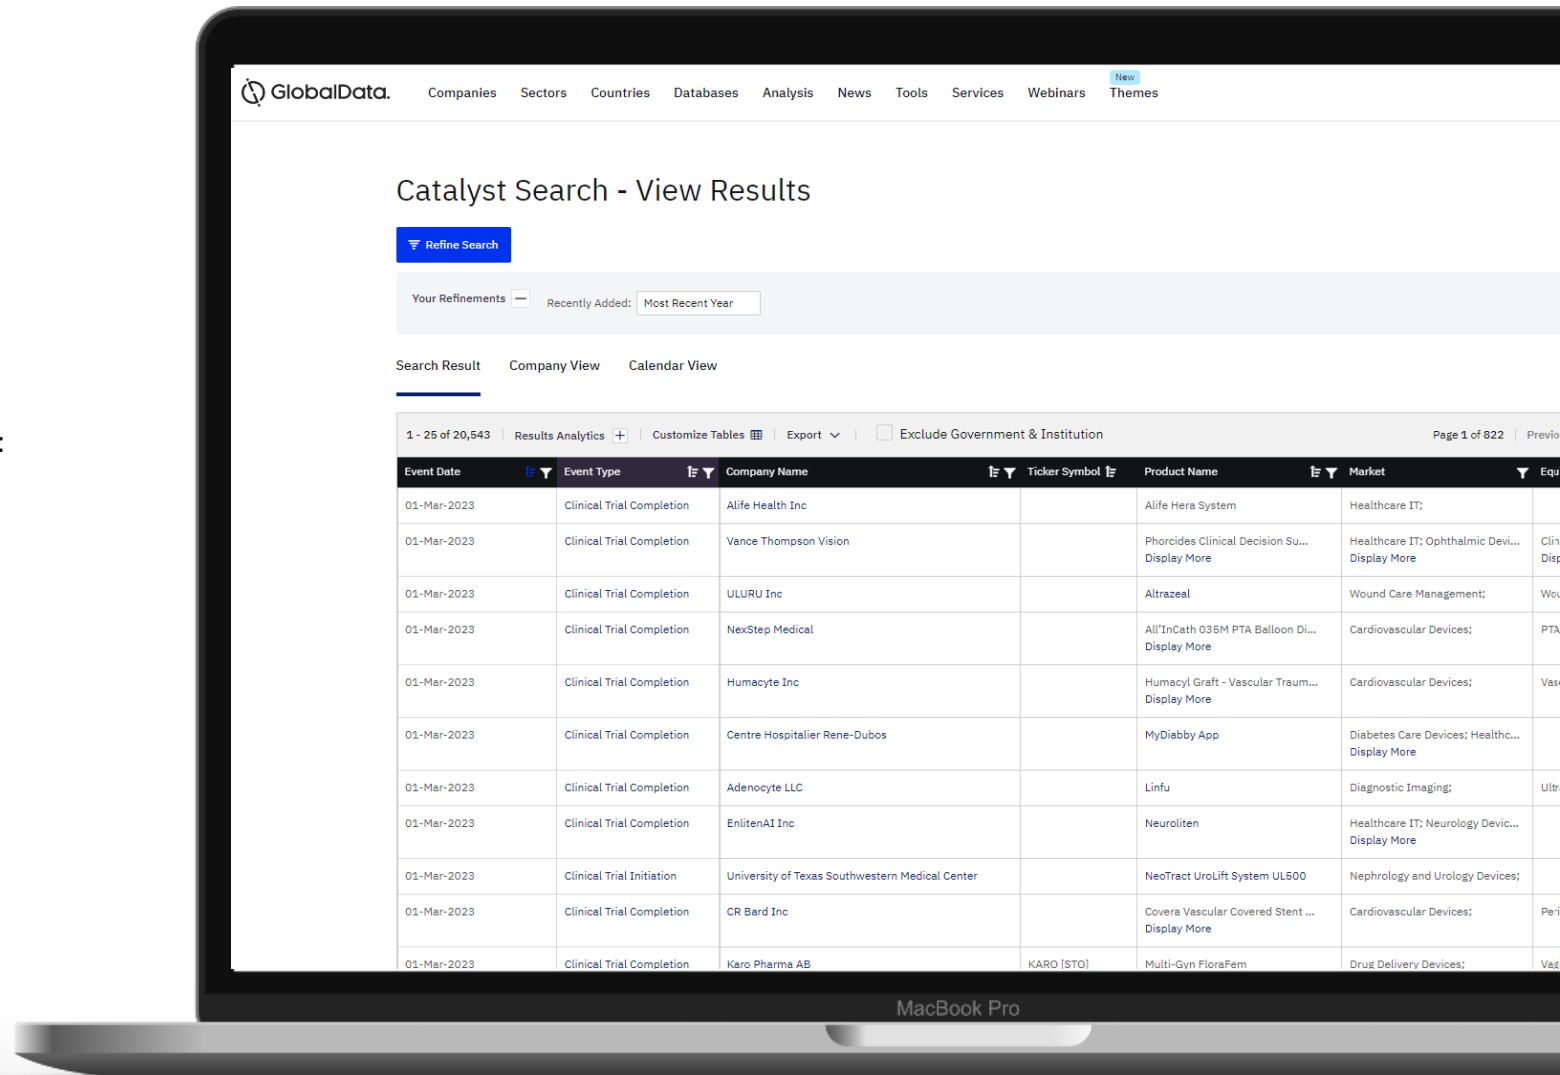 :
New
GlobalData. Companies Sectors Countries Databases Analysis News Tools Services Webinars Themes
Catalyst Search - View Results
Refine Search
Your Refinements Recently Added: Most Recent Year
Search Result Company View Calendar View
1 - 25 of 20,543 Results Analytics + Customize Tables Export Exclude Government & Institution Page 1 of 822 Previo
Event Date Event Type Company Name Ticker Symbol Product Name Market Equ
01-Mar-2023 Clinical Trial Completion Alife Health Inc Alife Hera System Healthcare IT;
01-Mar-2023 Clinical Trial Completion Vance Thompson Vision Phorcides Clinical Decision Su... Healthcare IT; Ophthalmic Devi... Clin
Display More Display More Disp
01-Mar-2023 Clinical Trial Completion ULURU Inc Altrazeal Wound Care Management; Wou
01-Mar-2023 Clinical Trial Completion NexStep Medical All'InCath 035M PTA Balloon Di... Cardiovascular Devices; PTA
Display More
01-Mar-2023 Clinical Trial Completion Humacyte Inc Humacyl Graft - Vascular Traum... Cardiovascular Devices; Vas
Display More
01-Mar-2023 Clinical Trial Completion Centre Hospitalier Rene-Dubos MyDiabby App Diabetes Care Devices; Healthc...
Display More
01-Mar-2023 Clinical Trial Completion Adenocyte LLC Linfu Diagnostic Imaging; Ultr
01-Mar-2023 Clinical Trial Completion EnlitenAI Inc Neuroliten Healthcare IT; Neurology Devic...
Display More
01-Mar-2023 Clinical Trial Initiation University of Texas Southwestern Medical Center NeoTract UroLift System UL500 Nephrology and Urology Devices;
01-Mar-2023 Clinical Trial Completion CR Bard Inc Covera Vascular Covered Stent ... Cardiovascular Devices; Peri
Display More
01-Mar-2023 Clinical Trial Completion Karo Pharma AB KARO [STO] Multi-Gyn FloraFem Drug Delivery Devices; Vag
MacBook Pro